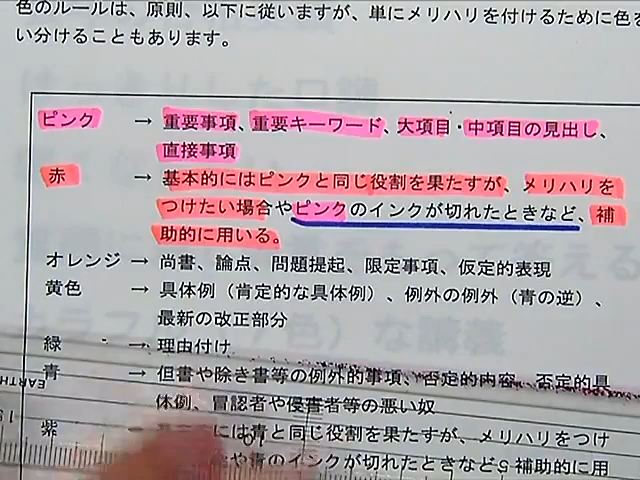 色のルールは、原則、以下に従いますが、単にメリハリを付けるために色を
い分けることもあります。
ピンク → 重要事項、重要キーワード、大項目・中項目の見出し、
直接事項
赤 → 基本的にはピンクと同じ役割を果たすが、メリハリを
つけたい場合やピンクのインクが切れたときなど、補
助的に用いる。
オレンジ → 尚書、論点、問題提起、限定事項、仮定的表現
黄色 → 具体例（肯定的な具体例）、例外の例外（青の逆）、
最新の改正部分
緑 → 理由付け
青 → 但書や除き書等の例外的事項、否定的内容、否定的具
体例、冒認者や侵害者等の悪い奴
紫 → には青と同じ役割を果たすが、メリハリをつけ
や青のインクが切れたときなど、補助的に用